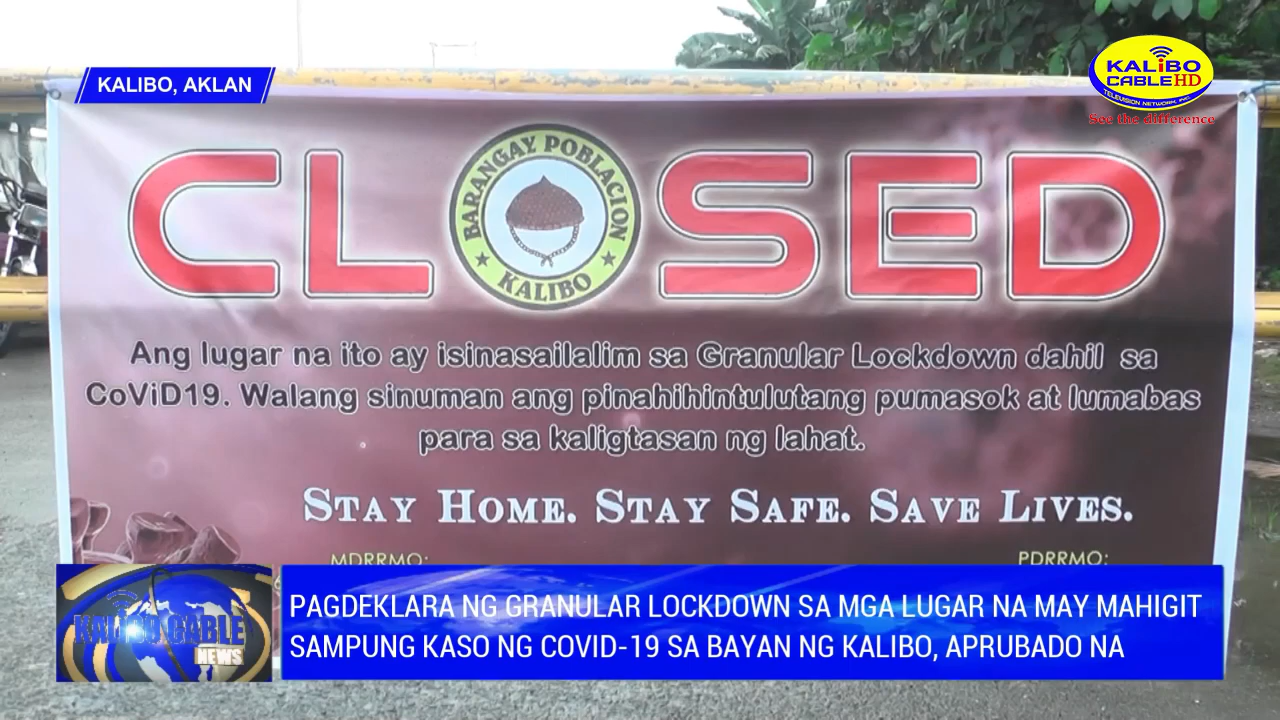 KALIBO, AKLAN
KALiBO
CABLE HD
TELEVISION NETWORK, INC.
See the difference
CLOSED
BARANGAY POBLACION
KALIBO
Ang lugar na ito ay isinasailalim sa Granular Lockdown dahil sa
CoViD19. Walang sinuman ang pinahihintulutang pumasok at lumabas
para sa kaligtasan ng lahat.
STAY HOME. STAY SAFE. SAVE LIVES.
MDRRMO:
PDRRMO:
KALIBO CABLE
NEWS
PAGDEKLARA NG GRANULAR LOCKDOWN SA MGA LUGAR NA MAY MAHIGIT
SAMPUNG KASO NG COVID-19 SA BAYAN NG KALIBO, APRUBADO NA